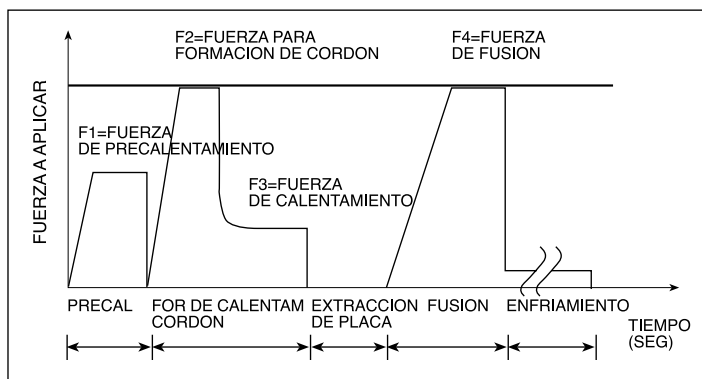 F2=FUERZA PARA
FORMACION DE CORDON
F4=FUERZA
DE FUSION
F1=FUERZA
DE PRECALENTAMIENTO
F3=FUERZA
DE CALENTAMIENTO
FUERZA A APLICAR
PRECAL
FOR DE CALENTAM
CORDON
EXTRACCION
DE PLACA
FUSION
ENFRIAMIENTO
TIEMPO
(SEG)